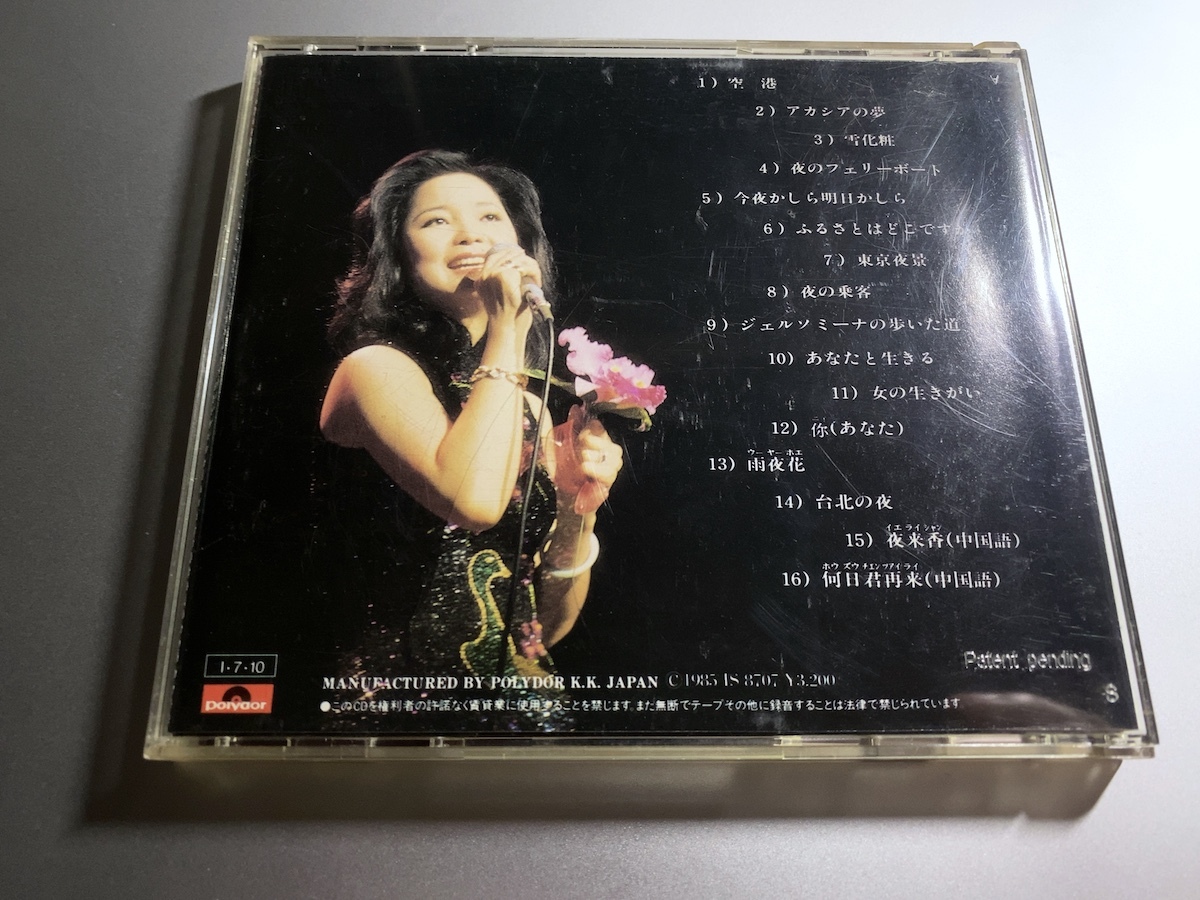 1) 空 港
2) アカシアの夢
3) 雪化粧
4) 夜のフェリーボート
5) 今夜かしら明日かしら
6) ふるさとはどこですか
7) 東京夜景
8) 夜の乗客
9) ジェルソミーナの歩いた道
10) あなたと生きる
11) 女の生きがい
12) 你(あなた)
ウー ヤー ホエ
13) 雨夜花
14) 台北の夜
イエ ライ シャン
15) 夜来香(中国語)
ホウ ズウ チエン ツアイ ライ
16) 何日君再来(中国語)
Patent pending
8
1・7・10
polydor
MANUFACTURED BY POLYDOR K.K. JAPAN Ⓒ 1985 IS 8707 ¥3,200
●このCDを権利者の許諾なく賃貸業に使用することを禁じます。また無断でテープその他に録音することは法律で禁じられています。